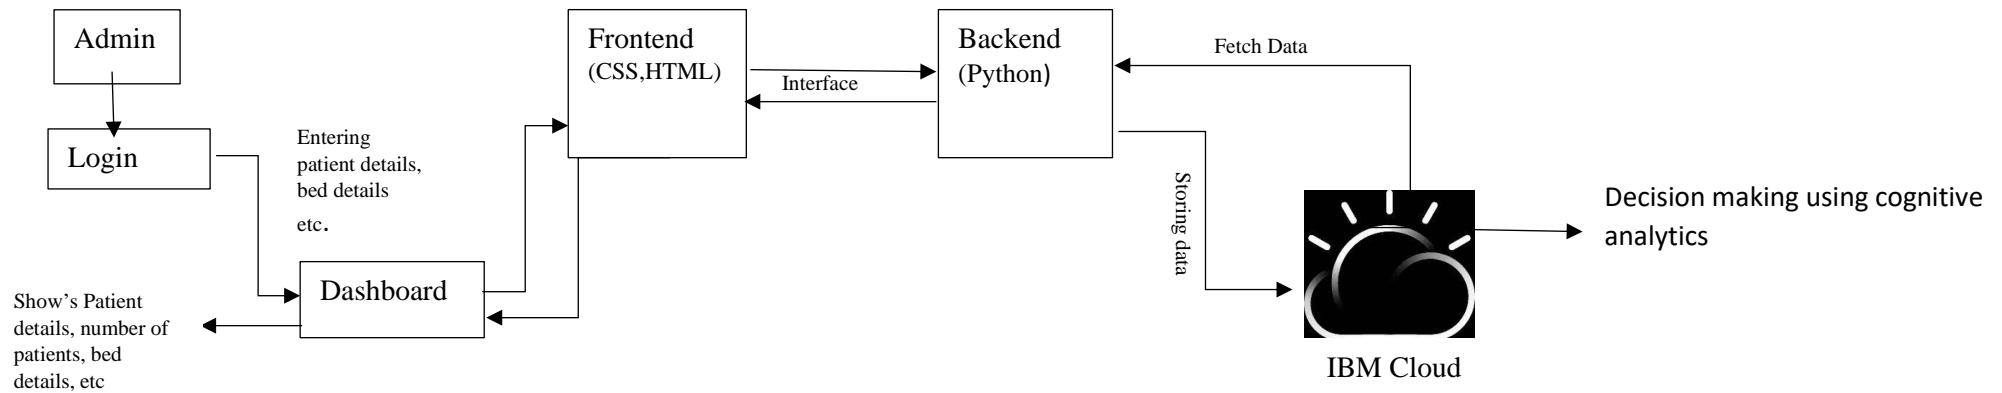 Admin
Login
Entering
patient details,
bed details
etc.
Dashboard
Show’s Patient
details, number of
patients, bed
details, etc
Frontend
(CSS,HTML)
Interface
Backend
(Python)
Fetch Data
Storing data
IBM Cloud
Decision making using cognitive
analytics